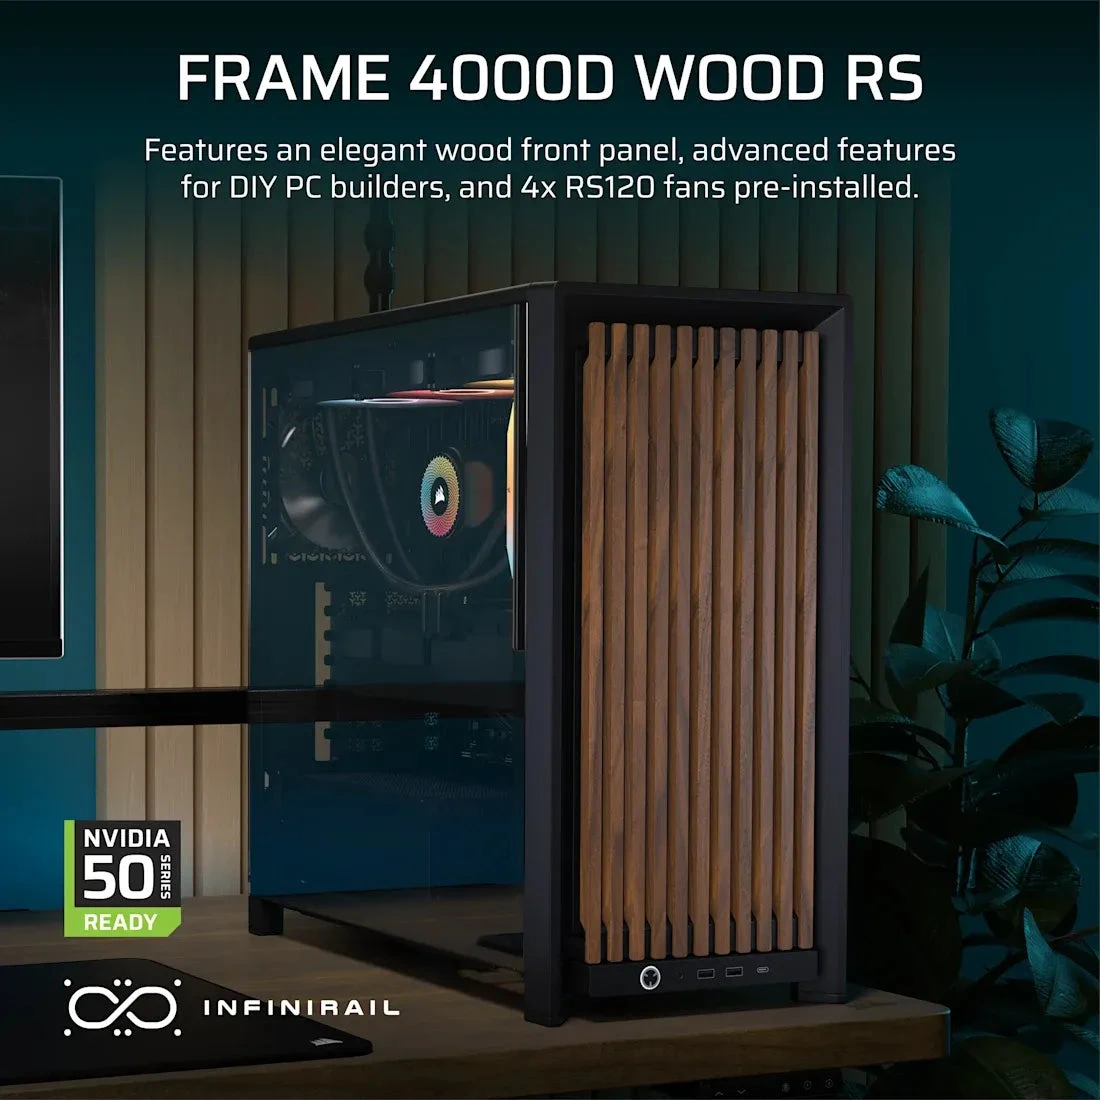 FRAME 4000D WOOD RS
Features an elegant wood front panel, advanced features
for DIY PC builders, and 4x RS120 fans pre-installed.
NVIDIA
50 SERIES
READY
INFINIRAIL